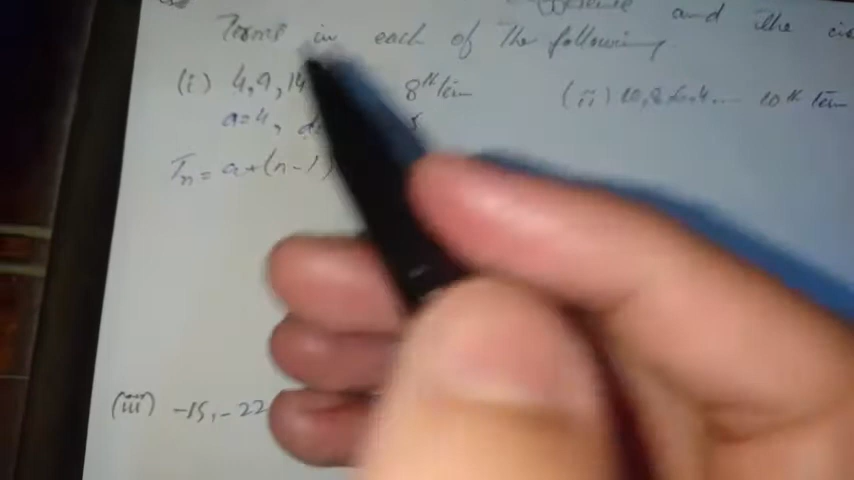 and the
Terms in each of the following
(i) 4, 9, 14 8th term (ii) 10, 8, 6, 4... 10th term
a=4, d=
Tn = a+(n-1)
(iii) -15, -22